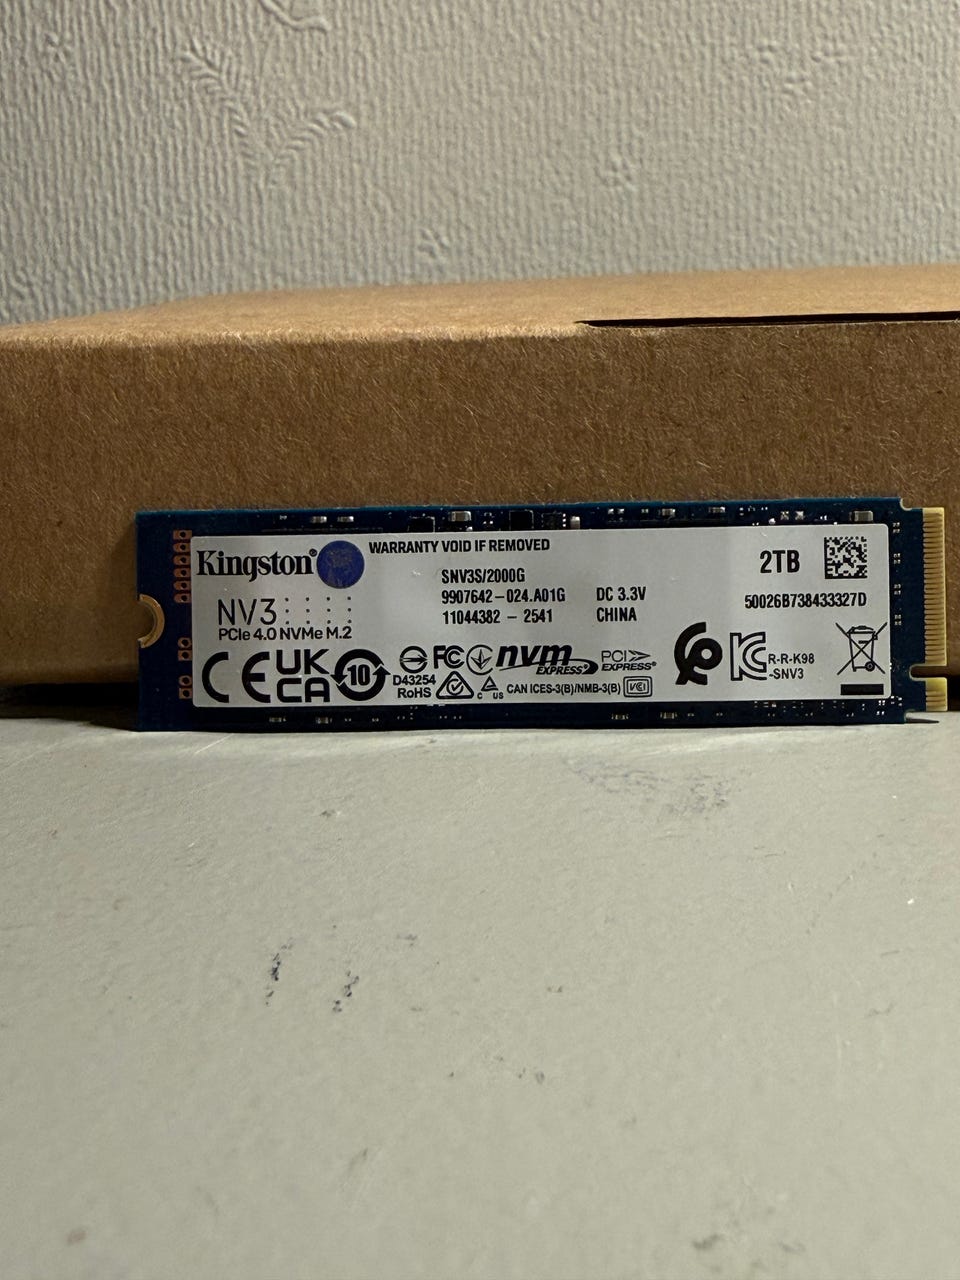 Kingston®
WARRANTY VOID IF REMOVED
NV3
PCIe 4.0 NVMe M.2
SNV3S/2000G
9907642-024.A01G
DC 3.3V
11044382 - 2541
CHINA
2TB
50026B738433327D
CE
UK
CA
10
D43254
RoHS
FC
nvm
EXPRESS
PCI
EXPRESS®
c
US
CAN ICES-3(B)/NMB-3(B)
VCI
KC
R-R-K98
-SNV3